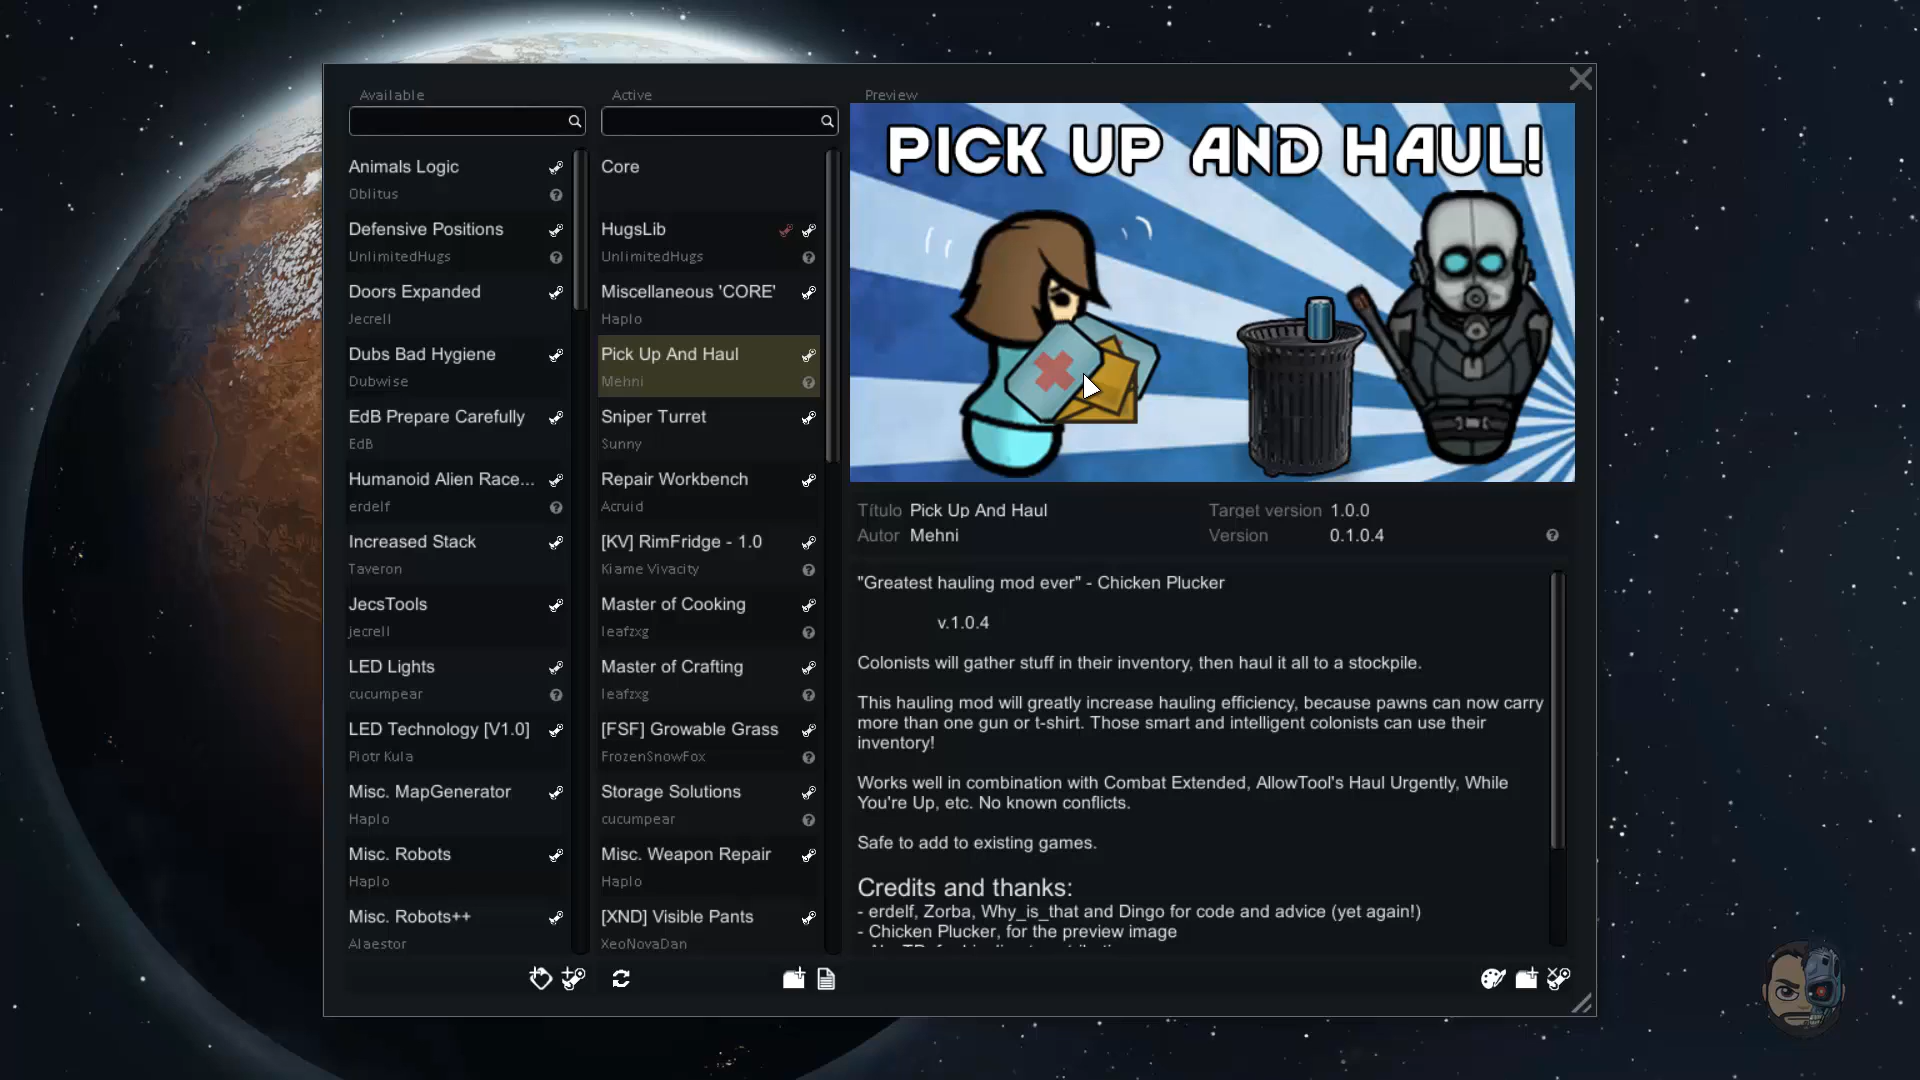 Available
Animals Logic
Oblitus
Defensive Positions
UnlimitedHugs
Doors Expanded
Jecrell
Dubs Bad Hygiene
Dubwise
EdB Prepare Carefully
EdB
Humanoid Alien Race...
erdelf
Increased Stack
Taveron
JecsTools
jecrell
LED Lights
cucumpear
LED Technology [V1.0]
Piotr Kula
Misc. MapGenerator
Haplo
Misc. Robots
Haplo
Misc. Robots++
Alaestor
Active
Core
HugsLib
UnlimitedHugs
Miscellaneous 'CORE'
Haplo
Pick Up And Haul
Mehni
Sniper Turret
Sunny
Repair Workbench
Acruid
[KV] RimFridge - 1.0
Kiame Vivacity
Master of Cooking
leafzxg
Master of Crafting
leafzxg
[FSF] Growable Grass
FrozenSnowFox
Storage Solutions
cucumpear
Misc. Weapon Repair
Haplo
[XND] Visible Pants
XeoNovaDan
Preview
PICK UP AND HAUL!
Título Pick Up And Haul
Target version 1.0.0
Autor Mehni
Version 0.1.0.4
"Greatest hauling mod ever" - Chicken Plucker
v.1.0.4
Colonists will gather stuff in their inventory, then haul it all to a stockpile.
This hauling mod will greatly increase hauling efficiency, because pawns can now carry
more than one gun or t-shirt. Those smart and intelligent colonists can use their
inventory!
Works well in combination with Combat Extended, AllowTool's Haul Urgently, While
You're Up, etc. No known conflicts.
Safe to add to existing games.
Credits and thanks:
- erdelf, Zorba, Why_is_that and Dingo for code and advice (yet again!)
- Chicken Plucker, for the preview image